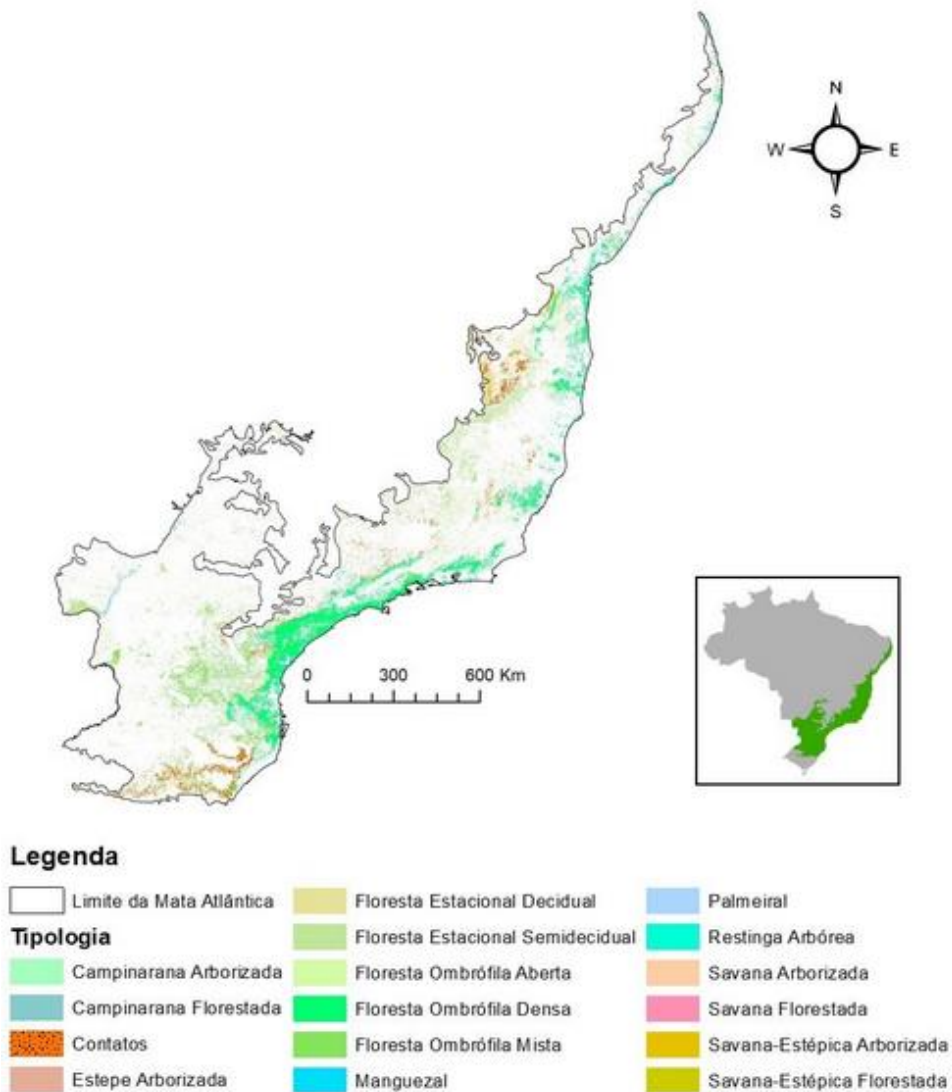 N
W E
S
0 300 600 Km
Legenda
Limite da Mata Atlântica
Tipologia
Campinarana Arborizada
Campinarana Florestada
Contatos
Estepe Arborizada
Floresta Estacional Decidual
Floresta Estacional Semidecidual
Floresta Ombrófila Aberta
Floresta Ombrófila Densa
Floresta Ombrófila Mista
Manguezal
Palmeiral
Restinga Arbórea
Savana Arborizada
Savana Florestada
Savana-Estépica Arborizada
Savana-Estépica Florestada